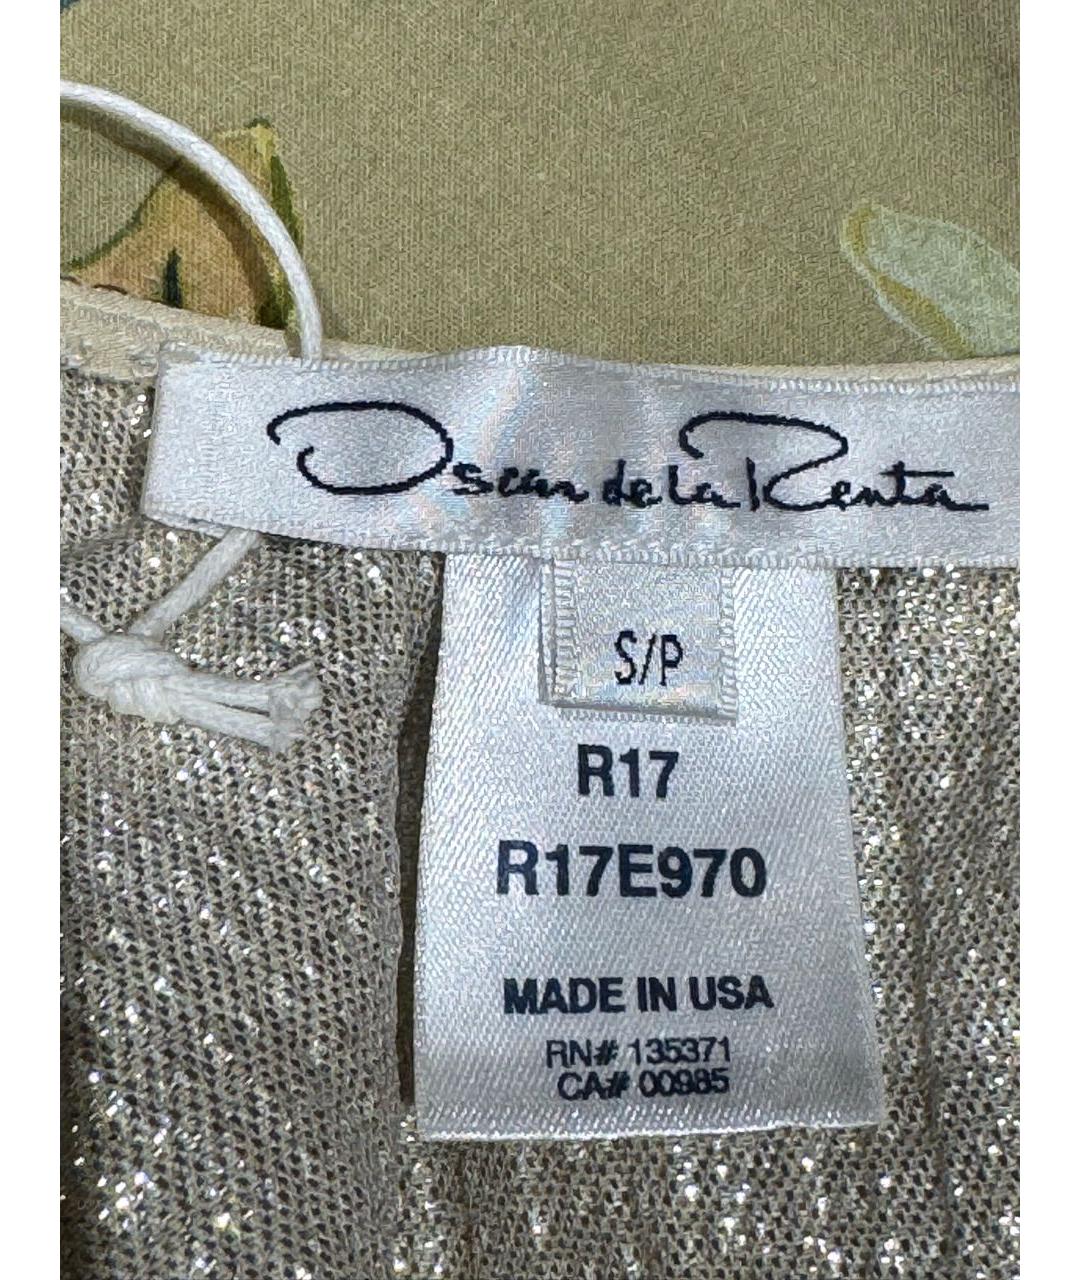 Oscar de la Renta
S/P
R17
R17E970
MADE IN USA
RN# 135371
CA# 00985